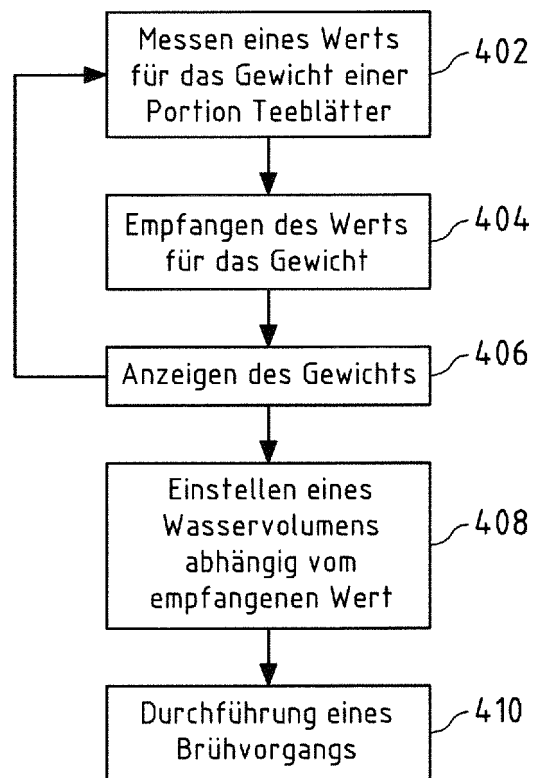 Messen eines Werts
für das Gewicht einer
Portion Teeblätter
402
Empfangen des Werts
für das Gewicht
404
Anzeigen des Gewichts
406
Einstellen eines
Wasservolumens
abhängig vom
empfangenen Wert
408
Durchführung eines
Brühvorgangs
410